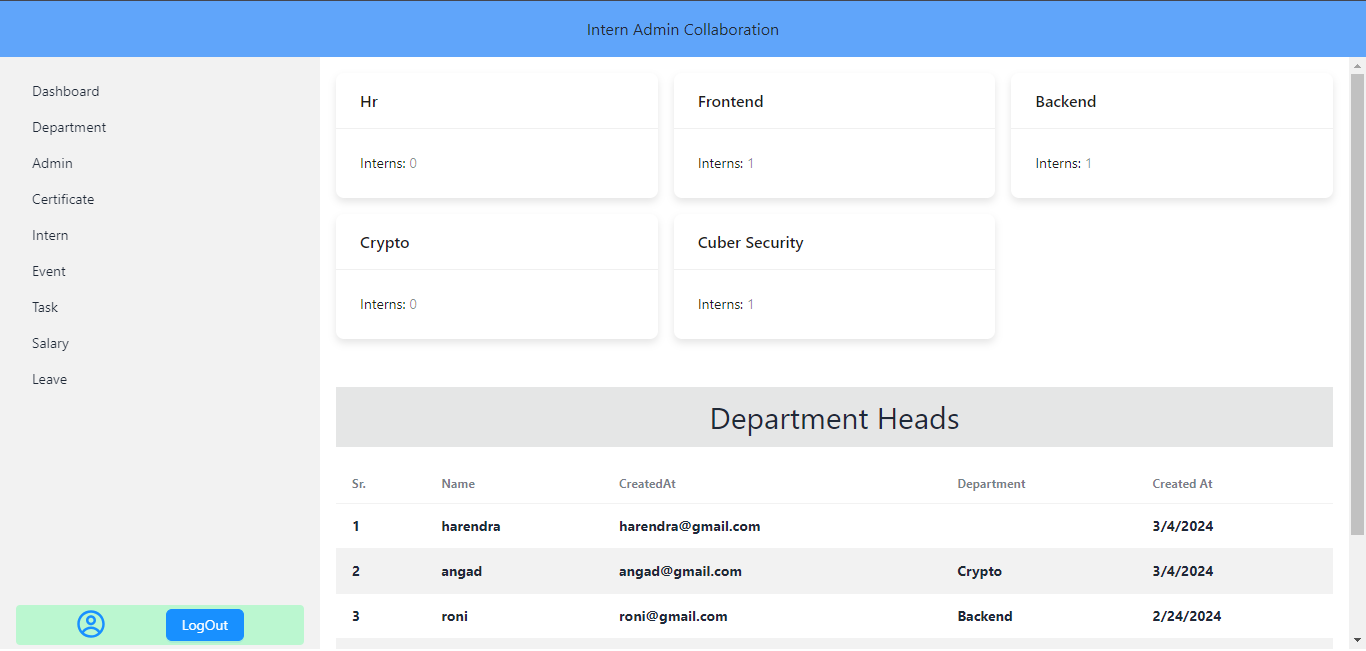 Intern Admin Collaboration
Dashboard
Department
Admin
Certificate
Intern
Event
Task
Salary
Leave
LogOut
Hr Frontend Backend
Interns: 0 Interns: 1 Interns: 1
Crypto Cuber Security
Interns: 0 Interns: 1
Department Heads
Sr. Name CreatedAt Department Created At
1 harendra harendra@gmail.com 3/4/2024
2 angad angad@gmail.com Crypto 3/4/2024
3 roni roni@gmail.com Backend 2/24/2024